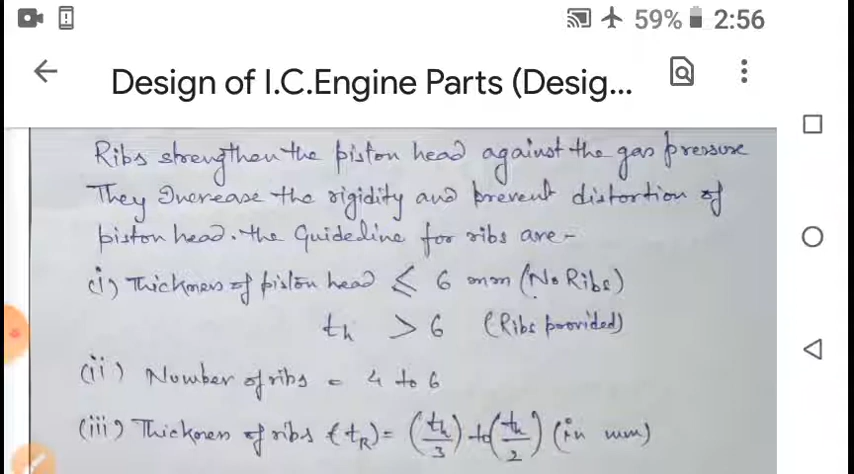 59% 2:56
Design of I.C.Engine Parts (Desig...
Ribs strengthen the piston head against the gas pressure
They Increase the rigidity and prevent distortion of
piston head. the Guideline for ribs are -
(i) Thickness of piston head ≤ 6 mm (No Ribs)
th > 6 (Ribs provided)
(ii) Number of ribs = 4 to 6
(iii) Thickness of ribs (tR) = (th/3) to (th/2) (in mm)